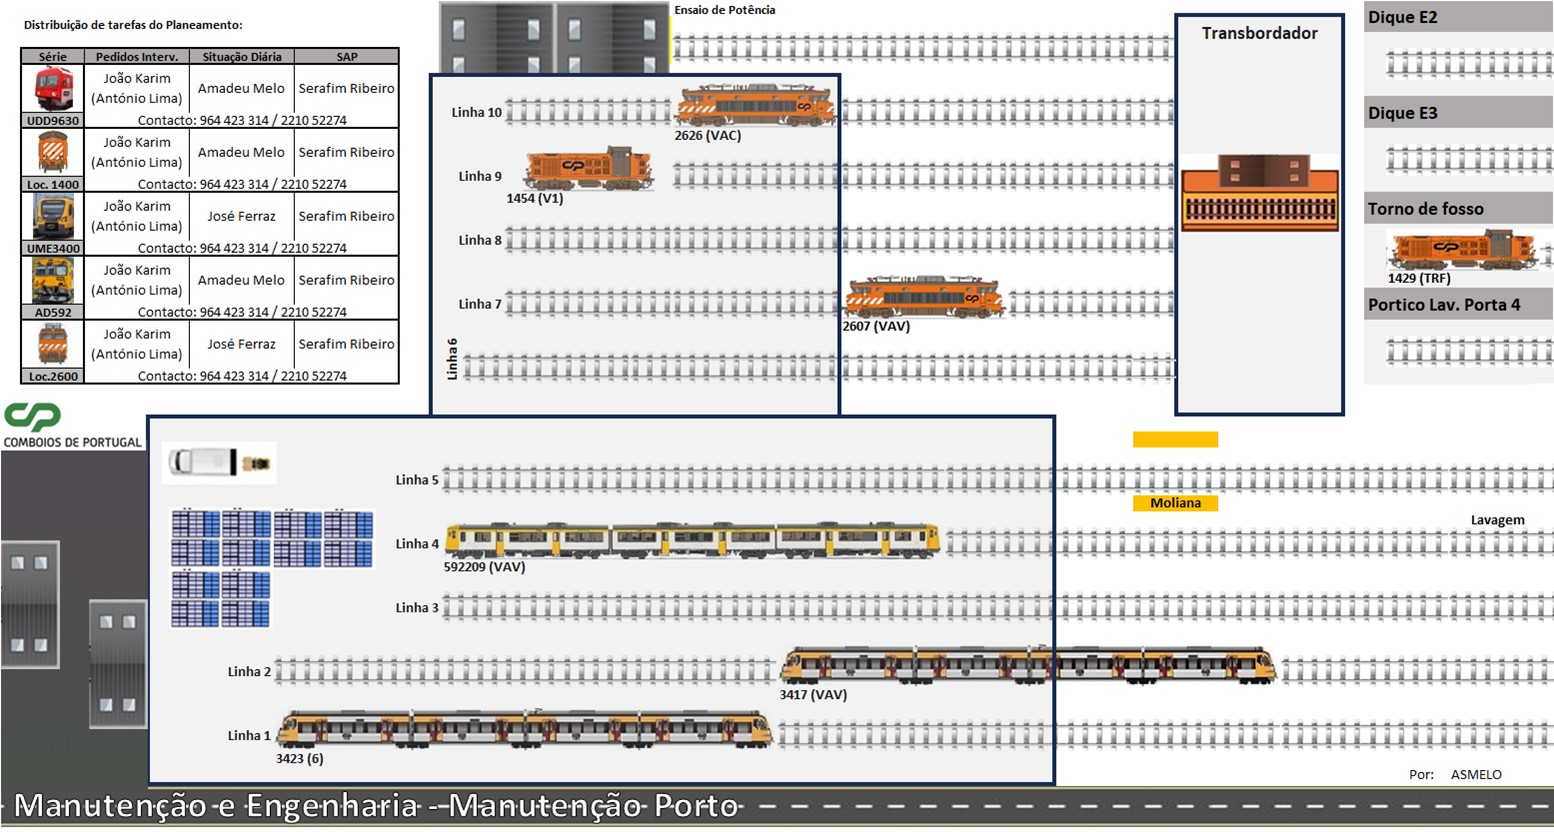 Distribuição de tarefas do Planeamento:
Série Pedidos Interv. Situação Diária SAP
João Karim
(António Lima) Amadeu Melo Serafim Ribeiro
UDD9630 Contacto: 964 423 314 / 2210 52274
João Karim
(António Lima) Amadeu Melo Serafim Ribeiro
Loc. 1400 Contacto: 964 423 314 / 2210 52274
João Karim
(António Lima) José Ferraz Serafim Ribeiro
UME3400 Contacto: 964 423 314 / 2210 52274
João Karim
(António Lima) Amadeu Melo Serafim Ribeiro
AD592 Contacto: 964 423 314 / 2210 52274
João Karim
(António Lima) José Ferraz Serafim Ribeiro
Loc.2600 Contacto: 964 423 314 / 2210 52274
CP
COMBOIOS DE PORTUGAL
Ensaio de Potência
Linha 10
2626 (VAC)
Linha 9
1454 (V1)
Linha 8
Linha 7
2607 (VAV)
Linha 6
Transbordador
Dique E2
Dique E3
Torno de fosso
1429 (TRF)
Portico Lav. Porta 4
Linha 5
Moliana
Lavagem
Linha 4
592209 (VAV)
Linha 3
Linha 2
3417 (VAV)
Linha 1
3423 (6)
Por: ASMELO
Manutenção e Engenharia - Manutenção Porto